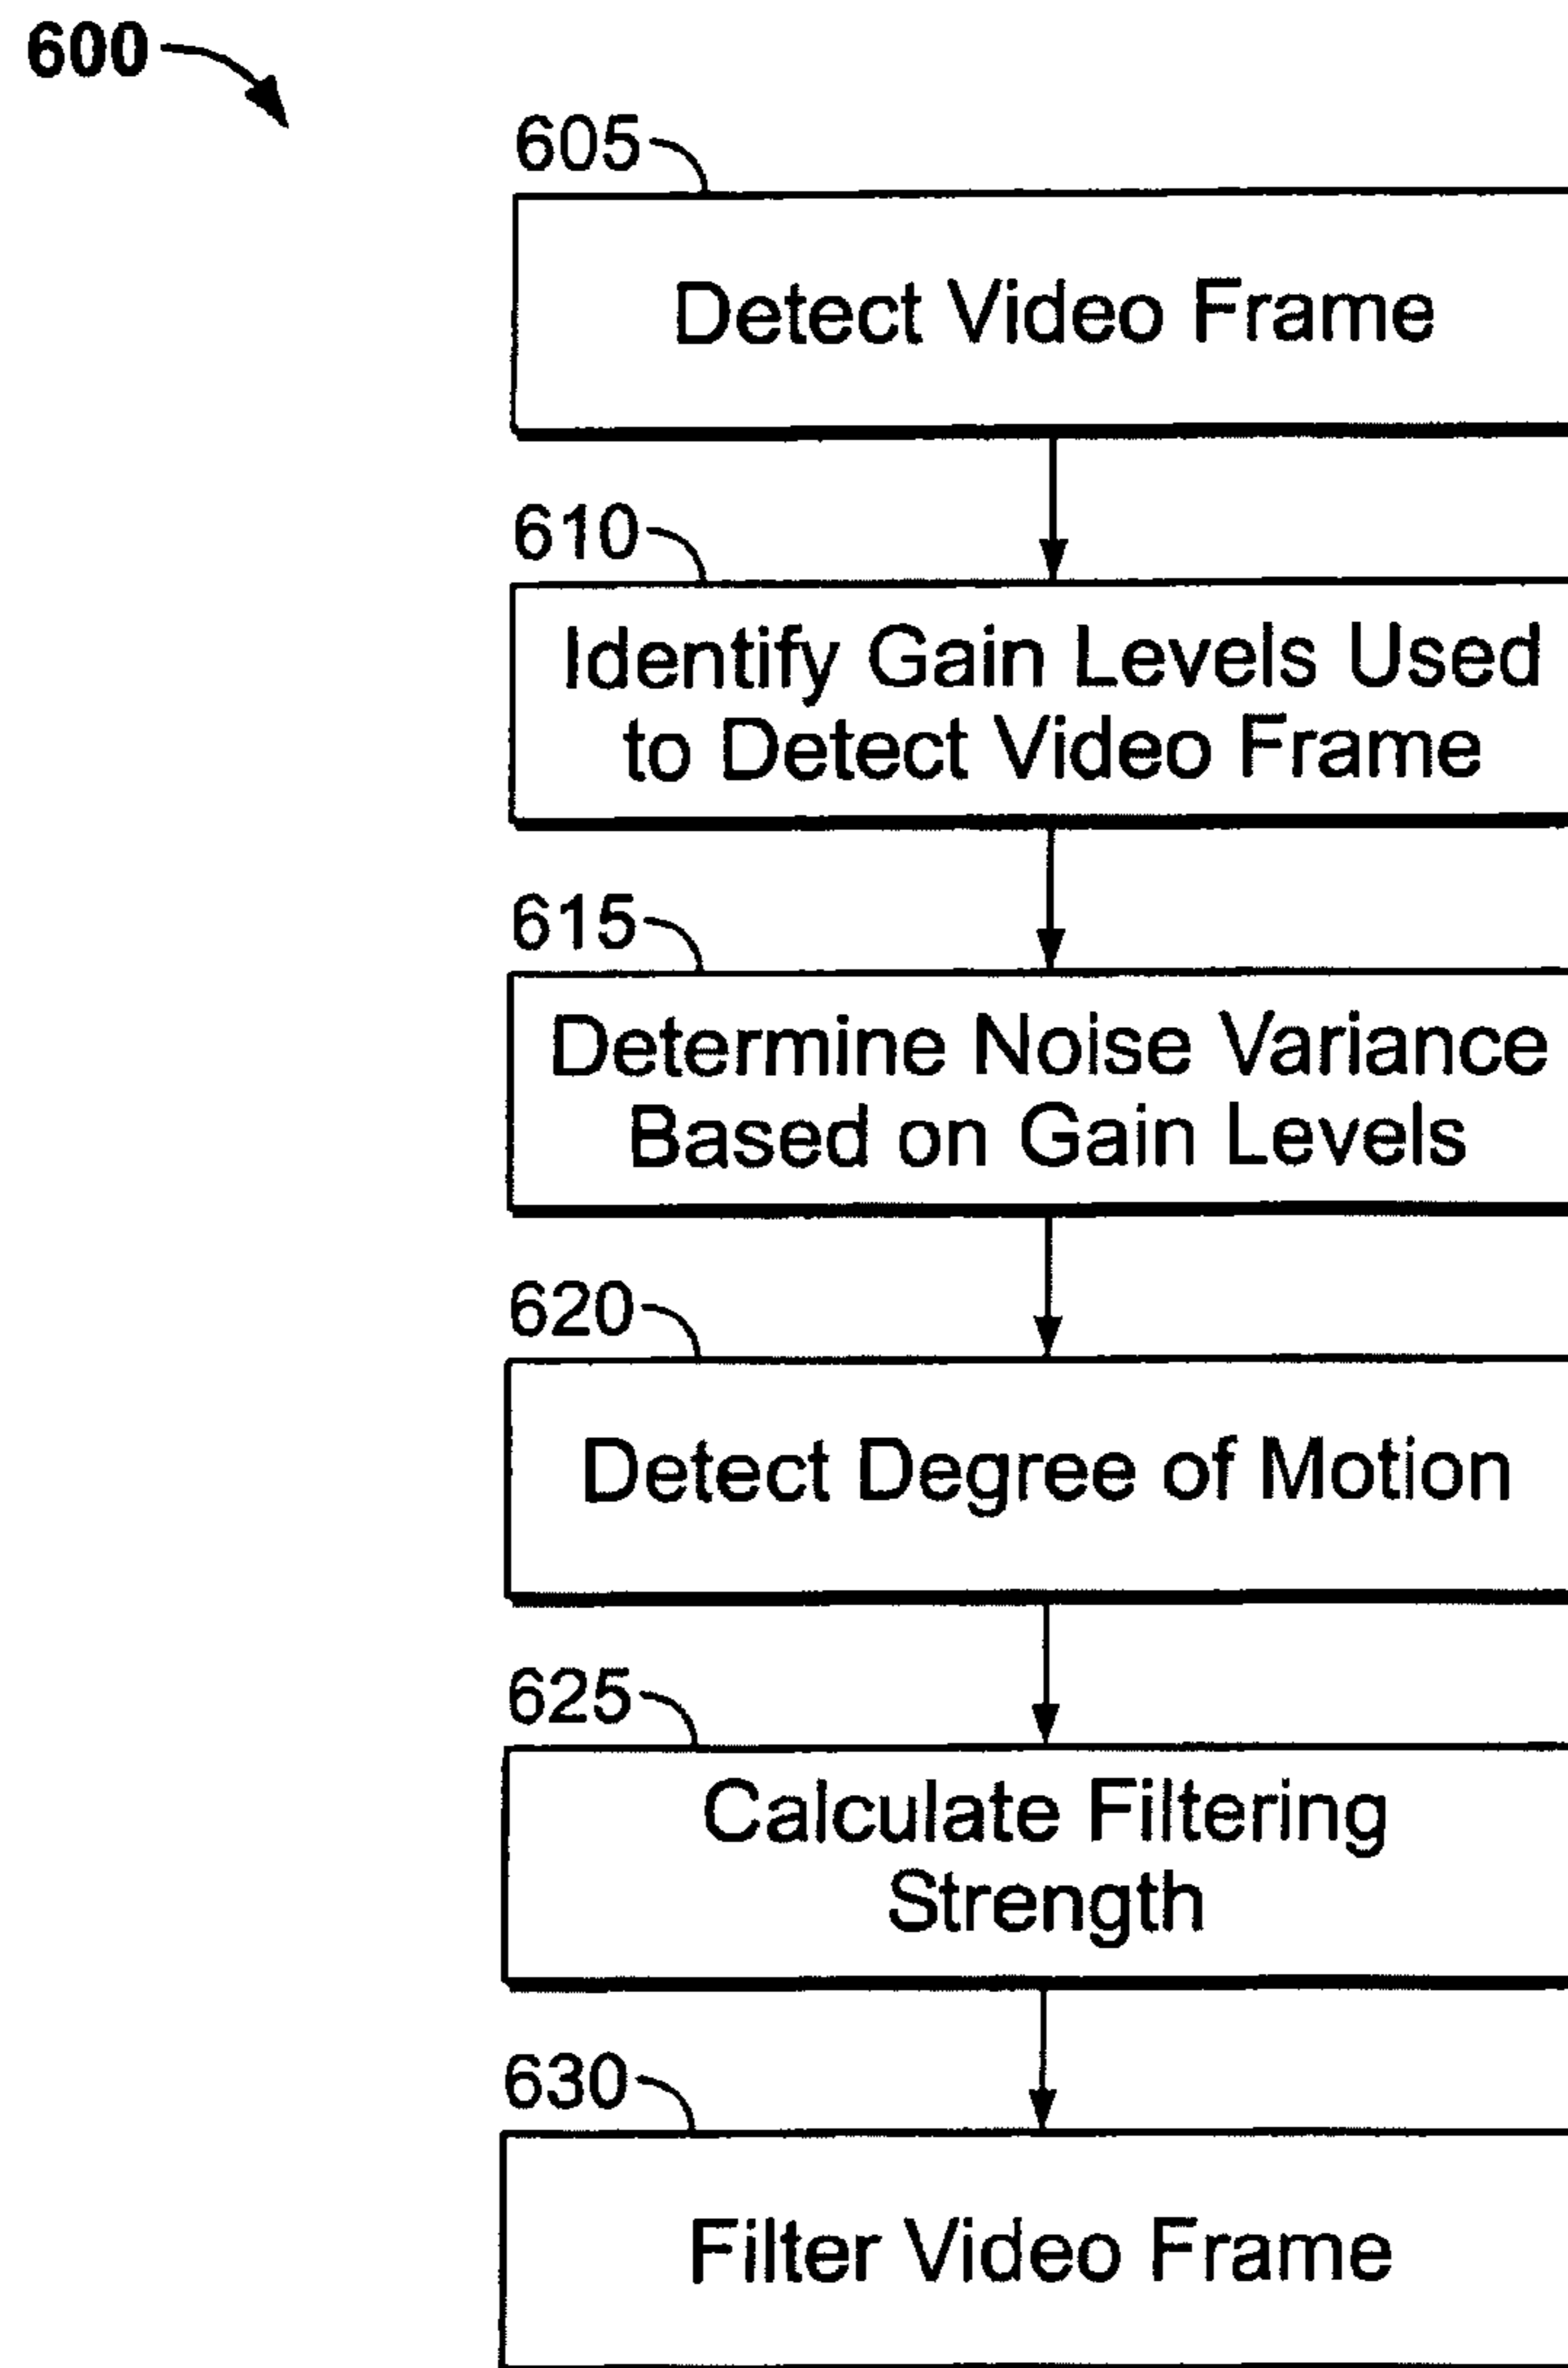 600
605
Detect Video Frame
610
Identify Gain Levels Used
to Detect Video Frame
615
Determine Noise Variance
Based on Gain Levels
620
Detect Degree of Motion
625
Calculate Filtering
Strength
630
Filter Video Frame